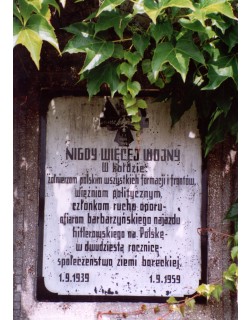 NIGDY WIĘCEJ WOJNY
W hołdzie:
żołnierzom polskim wszystkich formacji i frontów,
więźniom politycznym,
członkom ruchu oporu-
ofiarom barbarzyńskiego najazdu
hitlerowskiego na Polskę-
w dwudziestą rocznicę-
społeczeństwo ziemi boreckiej.
1.9.1939 1.9.1959